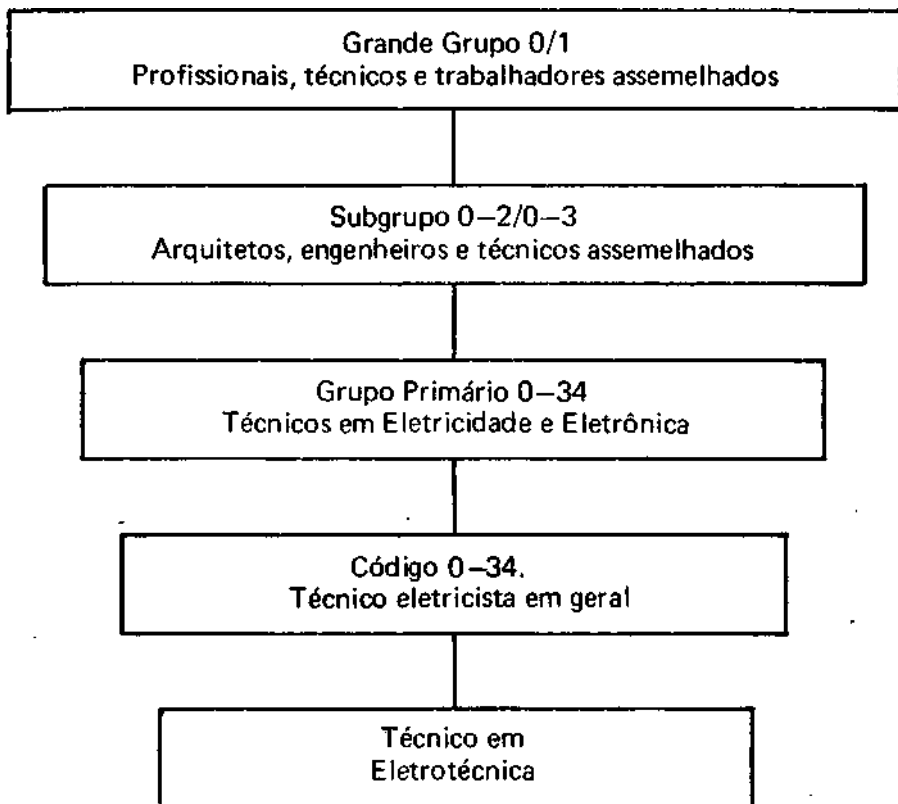 Grande Grupo 0/1
Profissionais, técnicos e trabalhadores assemelhados
Subgrupo 0–2/0–3
Arquitetos, engenheiros e técnicos assemelhados
Grupo Primário 0–34
Técnicos em Eletricidade e Eletrônica
Código 0–34.
Técnico eletricista em geral
Técnico em
Eletrotécnica